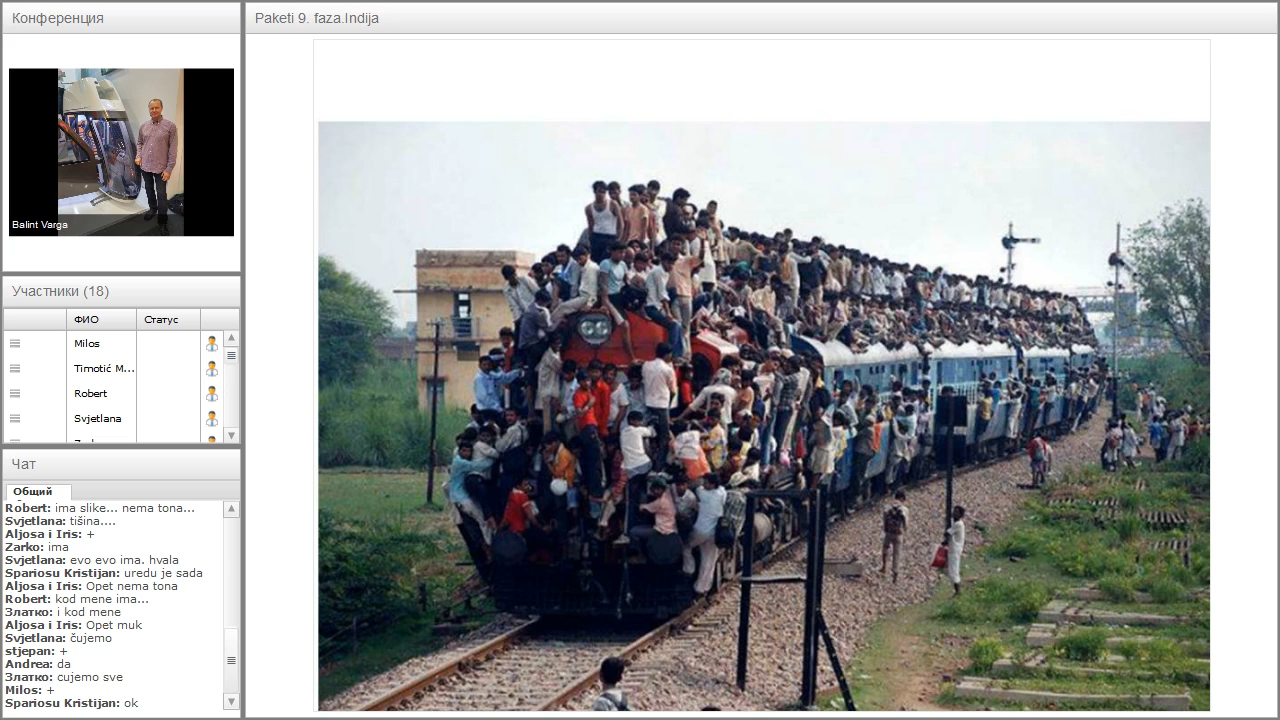 Конференция
Balint Varga
Участники (18)
ФИО Статус
Milos
Timotić M...
Robert
Svjetlana
Чат
Общий
Robert: ima slike... nema tona...
Svjetlana: tišina....
Aljosa i Iris: +
Zarko: ima
Svjetlana: evo evo ima. hvala
Spariosu Kristijan: uredu je sada
Aljosa i Iris: Opet nema tona
Robert: kod mene ima...
Златко: i kod mene
Aljosa i Iris: Opet muk
Svjetlana: čujemo
stjepan: +
Andrea: da
Златко: cujemo sve
Milos: +
Spariosu Kristijan: ok
Paketi 9. faza.Indija